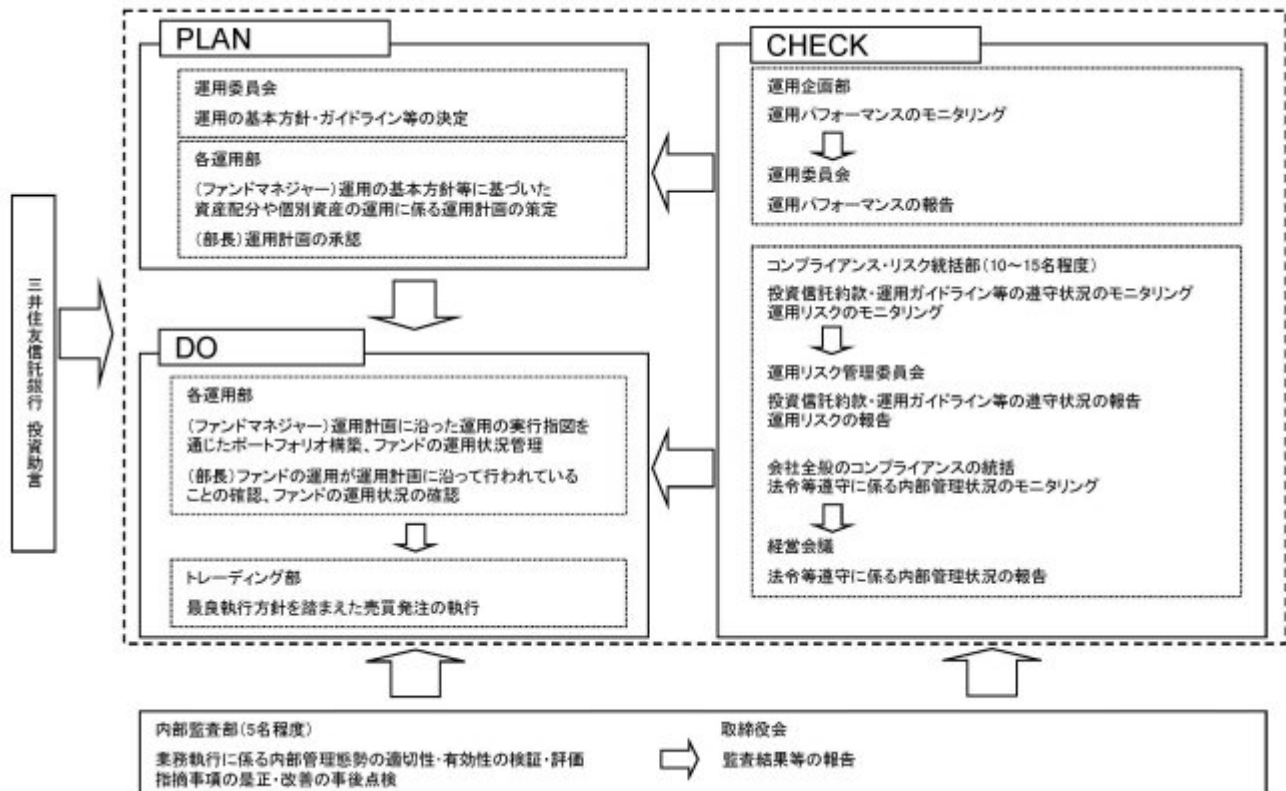 三井住友信託銀行 投資助言
PLAN
運用委員会
運用の基本方針・ガイドライン等の決定
各運用部
(ファンドマネジャー)運用の基本方針等に基づいた
資産配分や個別資産の運用に係る運用計画の策定
(部長)運用計画の承認
DO
各運用部
(ファンドマネジャー)運用計画に沿った運用の実行指図を
通じたポートフォリオ構築、ファンドの運用状況管理
(部長)ファンドの運用が運用計画に沿って行われている
ことの確認、ファンドの運用状況の確認
トレーディング部
最良執行方針を踏まえた売買発注の執行
CHECK
運用企画部
運用パフォーマンスのモニタリング
運用委員会
運用パフォーマンスの報告
コンプライアンス・リスク統括部(10~15名程度)
投資信託約款・運用ガイドライン等の遵守状況のモニタリング
運用リスクのモニタリング
運用リスク管理委員会
投資信託約款・運用ガイドライン等の遵守状況の報告
運用リスクの報告
会社全般のコンプライアンスの統括
法令等遵守に係る内部管理状況のモニタリング
経営会議
法令等遵守に係る内部管理状況の報告
内部監査部(5名程度)
業務執行に係る内部管理態勢の適切性・有効性の検証・評価
指摘事項の是正・改善の事後点検
取締役会
監査結果等の報告